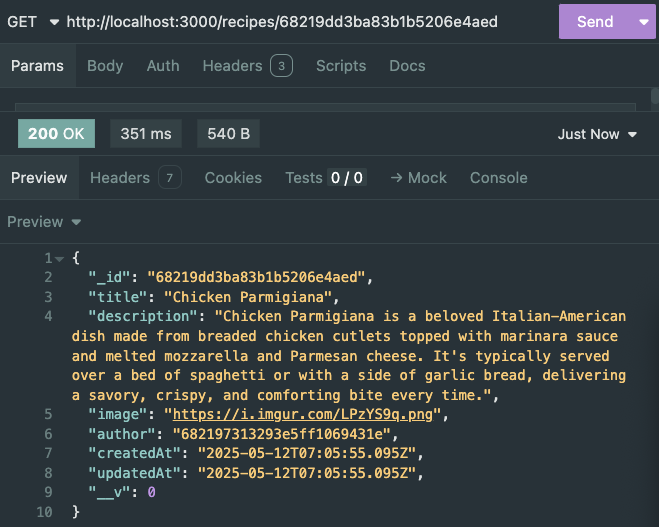 GET http://localhost:3000/recipes/68219dd3ba83b1b5206e4aed Send
Params Body Auth Headers 3 Scripts Docs
200 OK 351 ms 540 B Just Now
Preview Headers 7 Cookies Tests 0 / 0 → Mock Console
Preview
1 {
2 "_id": "68219dd3ba83b1b5206e4aed",
3 "title": "Chicken Parmigiana",
4 "description": "Chicken Parmigiana is a beloved Italian-American
dish made from breaded chicken cutlets topped with marinara sauce
and melted mozzarella and Parmesan cheese. It's typically served
over a bed of spaghetti or with a side of garlic bread, delivering
a savory, crispy, and comforting bite every time.",
5 "image": "https://i.imgur.com/LPzYS9q.png",
6 "author": "682197313293e5ff1069431e",
7 "createdAt": "2025-05-12T07:05:55.095Z",
8 "updatedAt": "2025-05-12T07:05:55.095Z",
9 "__v": 0
10 }